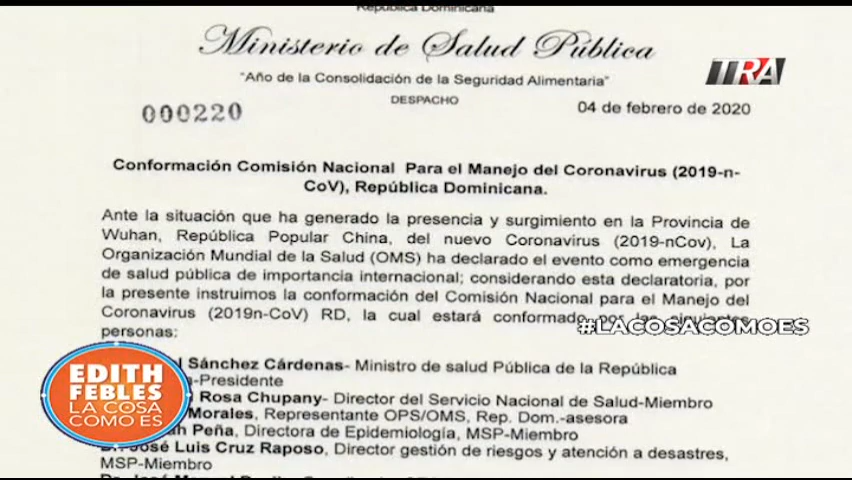 República Dominicana
Ministerio de Salud Pública
"Año de la Consolidación de la Seguridad Alimentaria"
TRA
DESPACHO
000220
04 de febrero de 2020
Conformación Comisión Nacional Para el Manejo del Coronavirus (2019-n-
CoV), República Dominicana.
Ante la situación que ha generado la presencia y surgimiento en la Provincia de
Wuhan, República Popular China, del nuevo Coronavirus (2019-nCov), La
Organización Mundial de la Salud (OMS) ha declarado el evento como emergencia
de salud pública de importancia internacional; considerando esta declaratoria, por
la presente instruimos la conformación del Comisión Nacional para el Manejo del
Coronavirus (2019n-CoV) RD, la cual estará conformado por las siguientes
personas:
#LACOSACOMOES
Sánchez Cárdenas- Ministro de salud Pública de la República
-Presidente
Rosa Chupany - Director del Servicio Nacional de Salud-Miembro
Morales, Representante OPS/OMS, Rep. Dom.-asesora
Peña, Directora de Epidemiología, MSP-Miembro
José Luis Cruz Raposo, Director gestión de riesgos y atención a desastres,
MSP-Miembro
EDITH
FEBLES
LA COSA
COMO ES